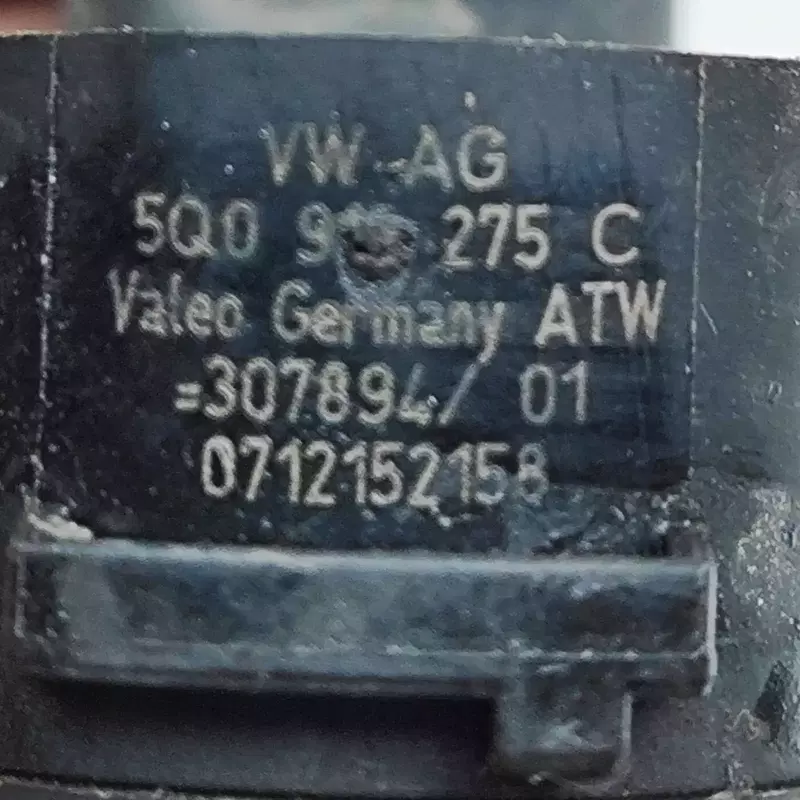 VW AG
5Q0 275 C
Valeo Germany ATW
=307894/ 01
0712152158